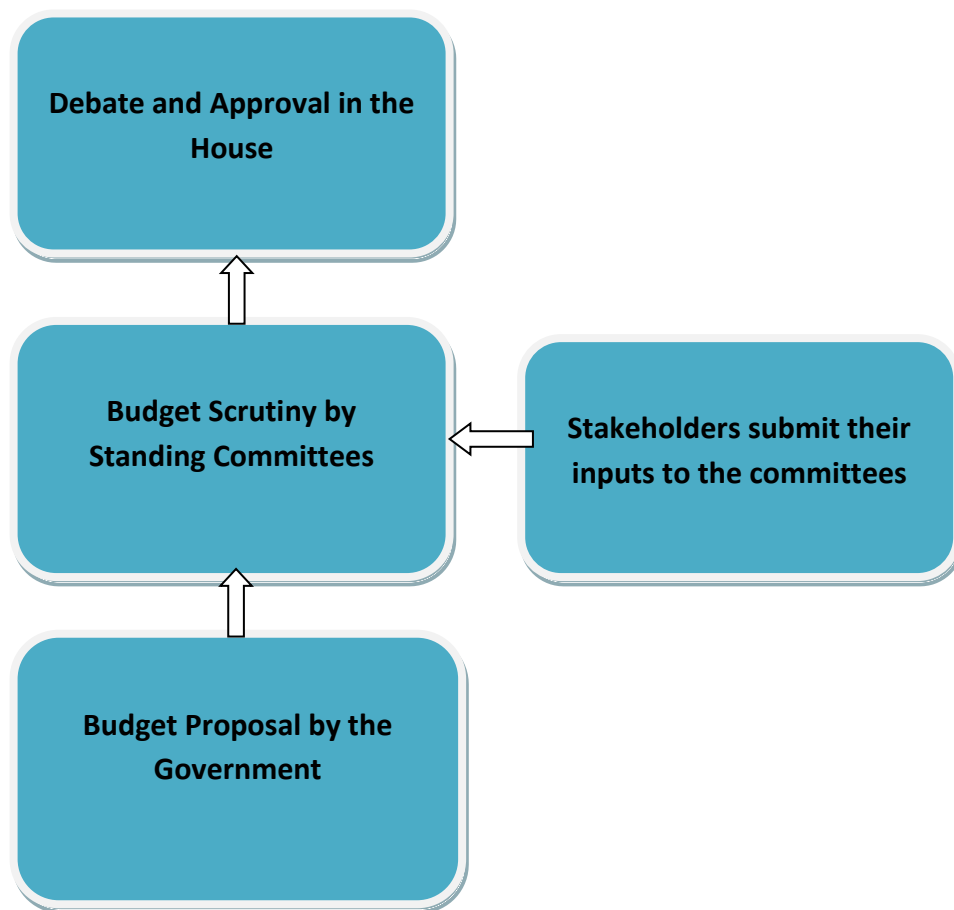 Debate and Approval in the
House
Budget Scrutiny by
Standing Committees
Stakeholders submit their
inputs to the committees
Budget Proposal by the
Government